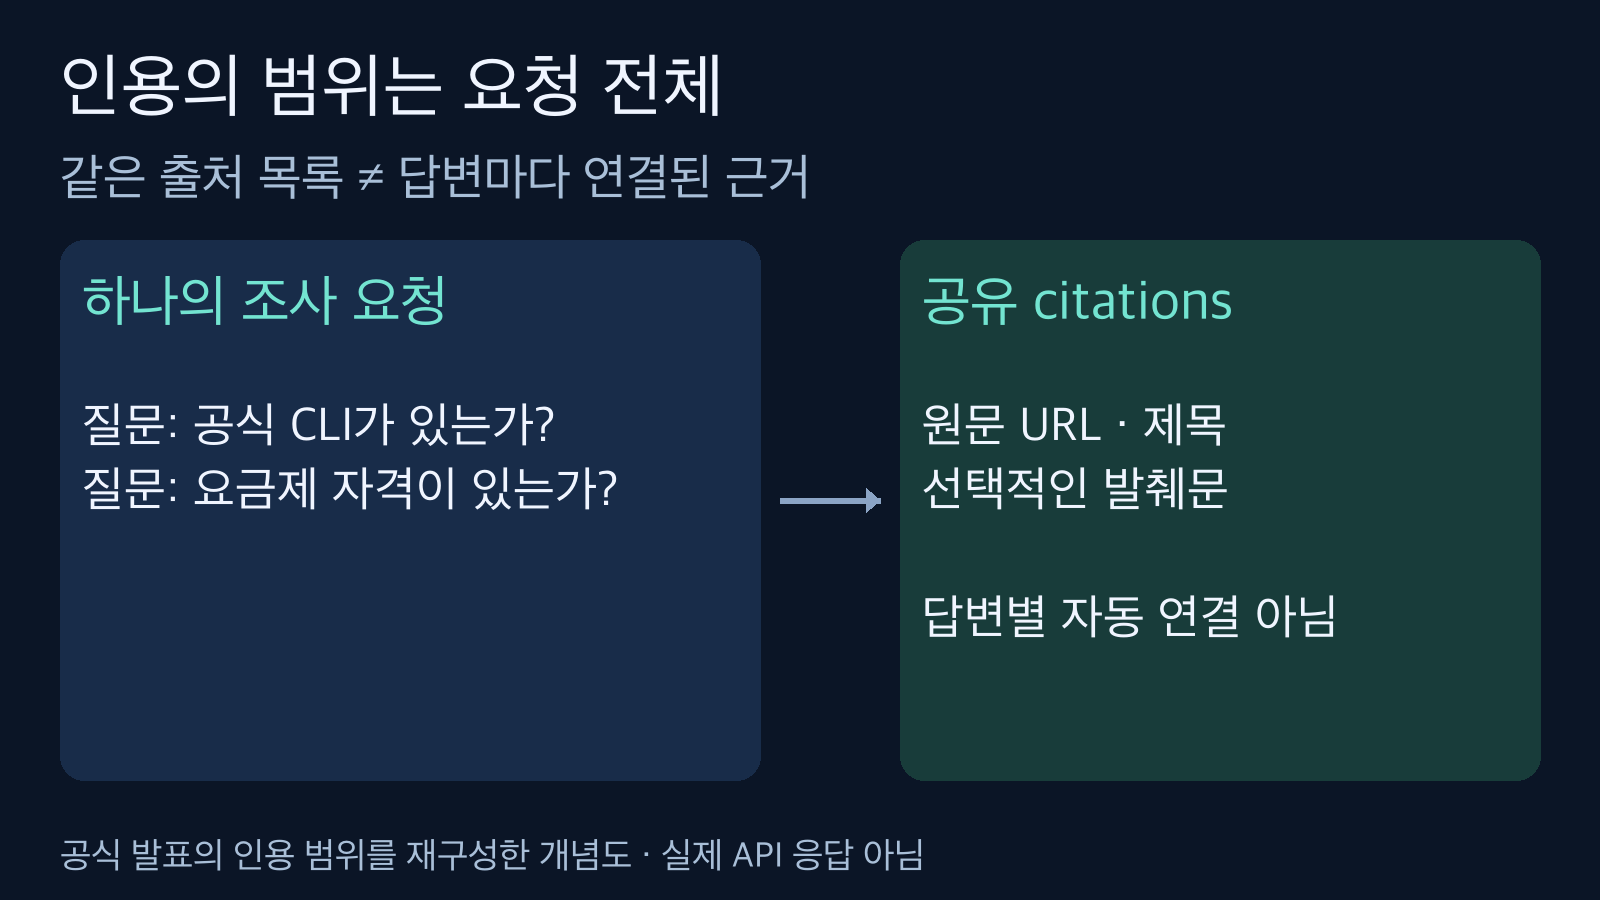 인용의 범위는 요청 전체
같은 출처 목록 ≠ 답변마다 연결된 근거
하나의 조사 요청
질문: 공식 CLI가 있는가?
질문: 요금제 자격이 있는가?
공유 citations
원문 URL · 제목
선택적인 발췌문
답변별 자동 연결 아님
공식 발표의 인용 범위를 재구성한 개념도 · 실제 API 응답 아님